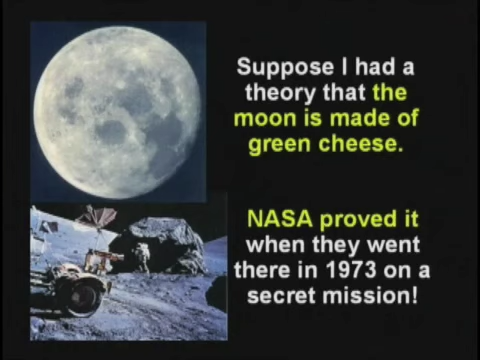 Suppose I had a
theory that the
moon is made of
green cheese.
NASA proved it
when they went
there in 1973 on a
secret mission!